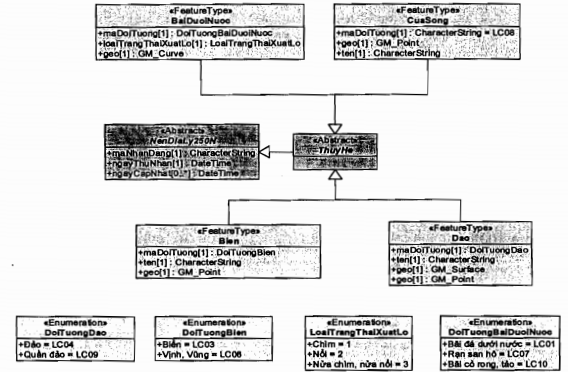 «FeatureType»
BaiDuoiNuoc
+maDoiTuong[1] : DoiTuongBaiDuoiNuoc
+loaiTrangThaiXuatLo[1] : LoaiTrangThaiXuatLo
+geo[1] : GM_Curve
«FeatureType»
CuaSong
+maDoiTuong[1] : CharacterString = LC08
+geo[1] : GM_Point
+ten[1] : CharacterString
«Abstract»
NenDiaLy250N
+maNhanDang[1] : CharacterString
+ngayThuNhan[1] : DateTime
+ngayCapNhat[0..*] : DateTime
«Abstract»
ThuyHe
«FeatureType»
Bien
+maDoiTuong[1] : DoiTuongBien
+ten[1] : CharacterString
+geo[1] : GM_Point
«FeatureType»
Dao
+maDoiTuong[1] : DoiTuongDao
+ten[1] : CharacterString
+geo[1] : GM_Surface
+geo[1] : GM_Point
«Enumeration»
DoiTuongDao
+Đảo = LC04
+Quần đảo = LC09
«Enumeration»
DoiTuongBien
+Biển = LC03
+Vịnh, Vũng = LC06
«Enumeration»
LoaiTrangThaiXuatLo
+Chìm = 1
+Nổi = 2
+Nửa chìm, nửa nổi = 3
«Enumeration»
DoiTuongBaiDuoiNuoc
+Bãi đá dưới nước = LC01
+Rạn san hô = LC07
+Bãi cỏ rong, tảo = LC10